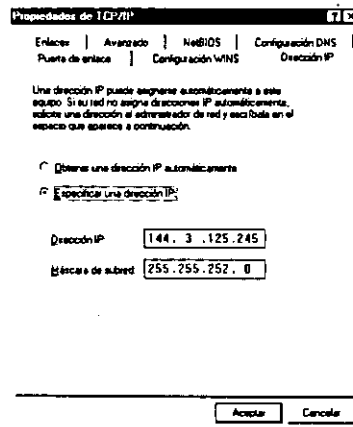 Propiedades de TCP/IP
Enlaces | Avanzado | NetBIOS | Configuración DNS
Puerta de enlace | Configuración WINS | Dirección IP
Una dirección IP puede asignarse automáticamente a este
equipo. Si su red no asigna direcciones IP automáticamente,
solicite una dirección al administrador de red y escríbala en el
espacio que aparece a continuación.
Obtener una dirección IP automáticamente
Especificar una dirección IP:
Dirección IP: 144. 3 .125.245
Máscara de subred: 255.255.252. 0
Aceptar Cancelar